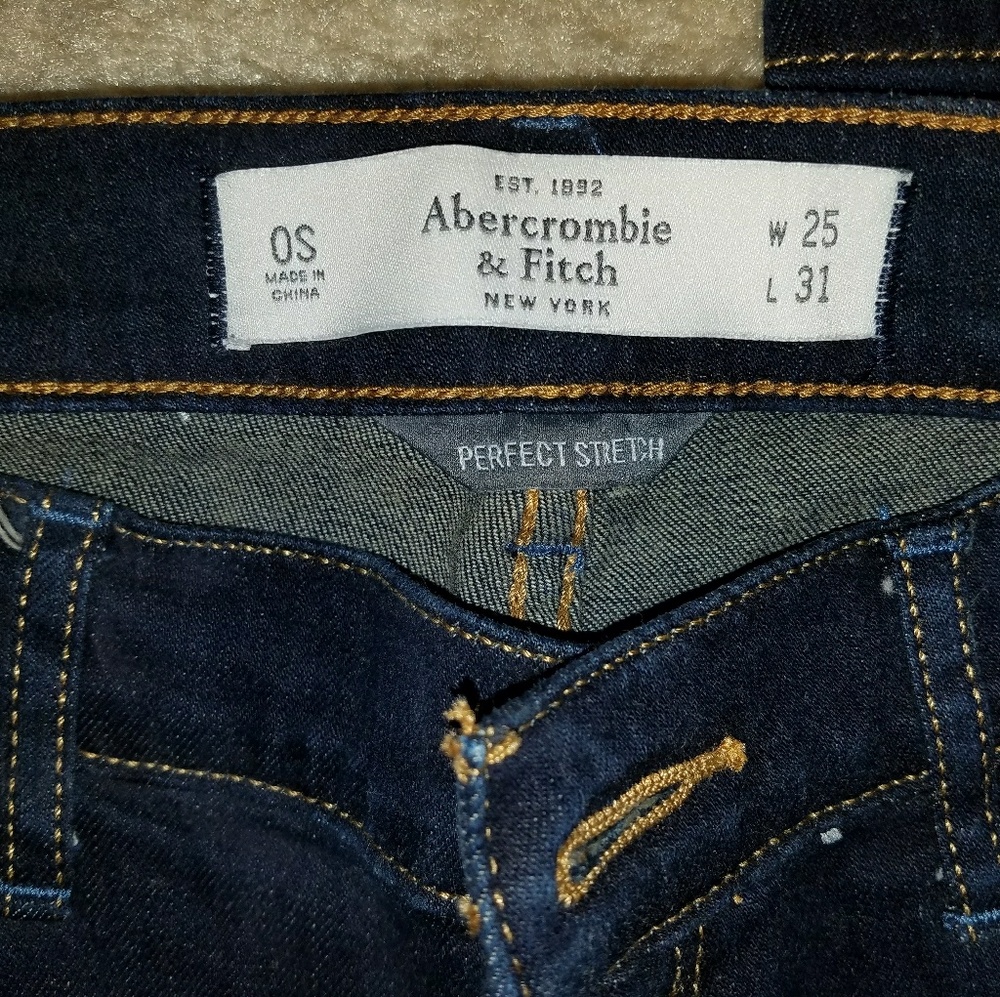 EST. 1892
Abercrombie
& Fitch
NEW YORK
0S
MADE IN
CHINA
W 25
L 31
PERFECT STRETCH